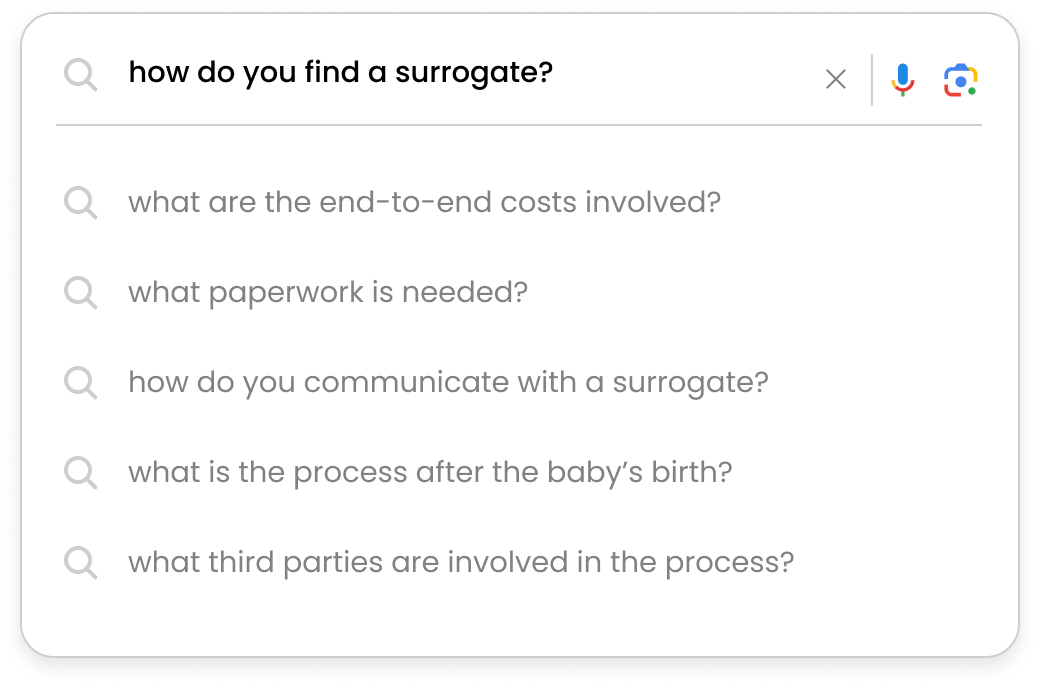 how do you find a surrogate?
what are the end-to-end costs involved?
what paperwork is needed?
how do you communicate with a surrogate?
what is the process after the baby’s birth?
what third parties are involved in the process?